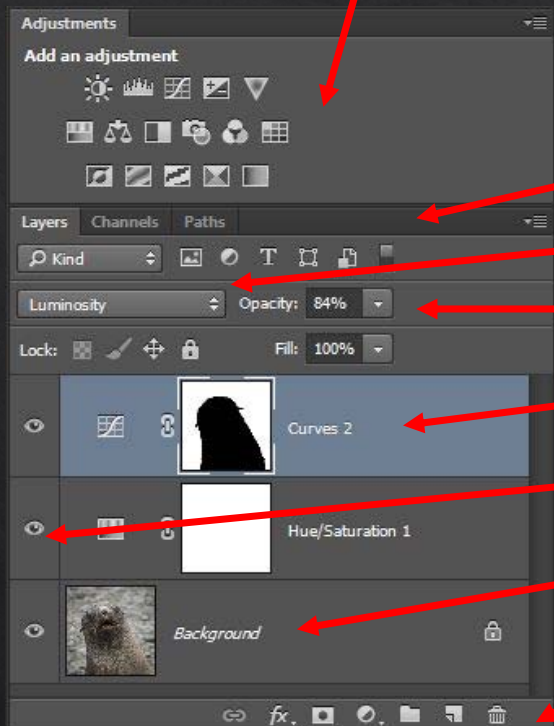 Adjustments
Add an adjustment
Layers Channels Paths
Kind T
Luminosity Opacity: 84%
Lock: Fill: 100%
Curves 2
Hue/Saturation 1
Background
fx.